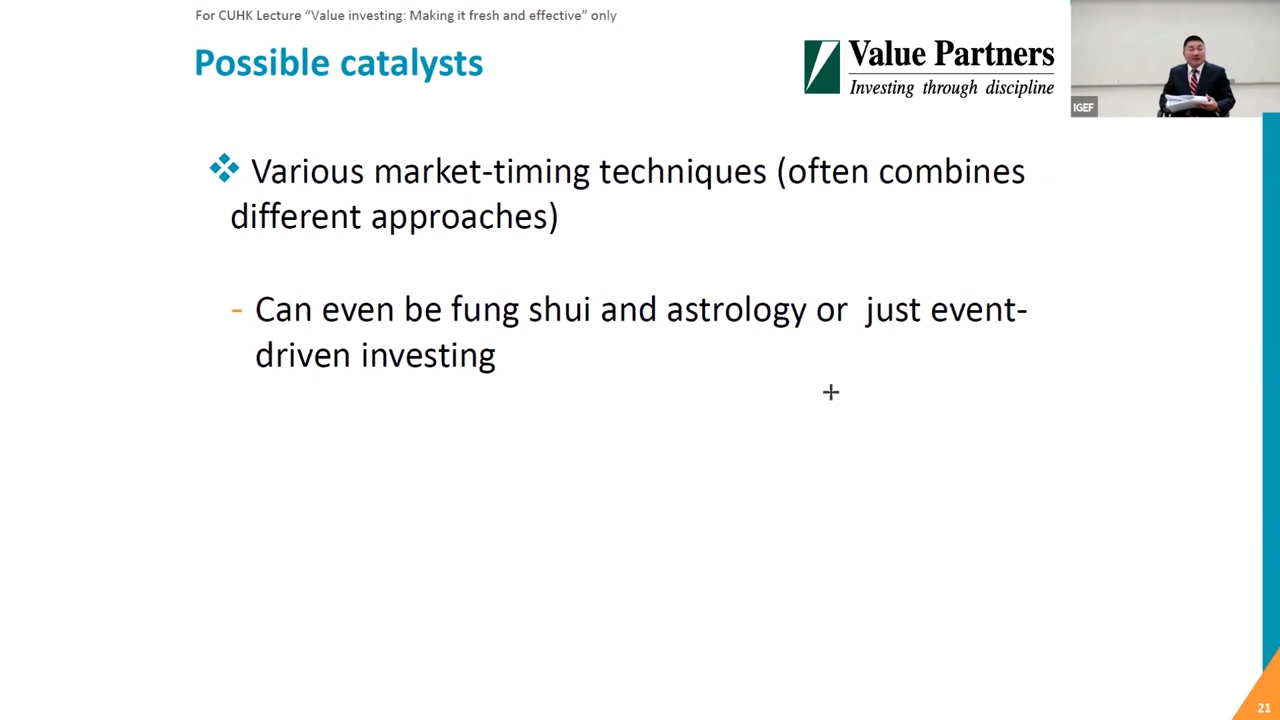 For CUHK Lecture “Value investing: Making it fresh and effective” only
Possible catalysts
Value Partners
Investing through discipline
IGEF
Various market-timing techniques (often combines
different approaches)
- Can even be fung shui and astrology or  just event-
driven investing
21